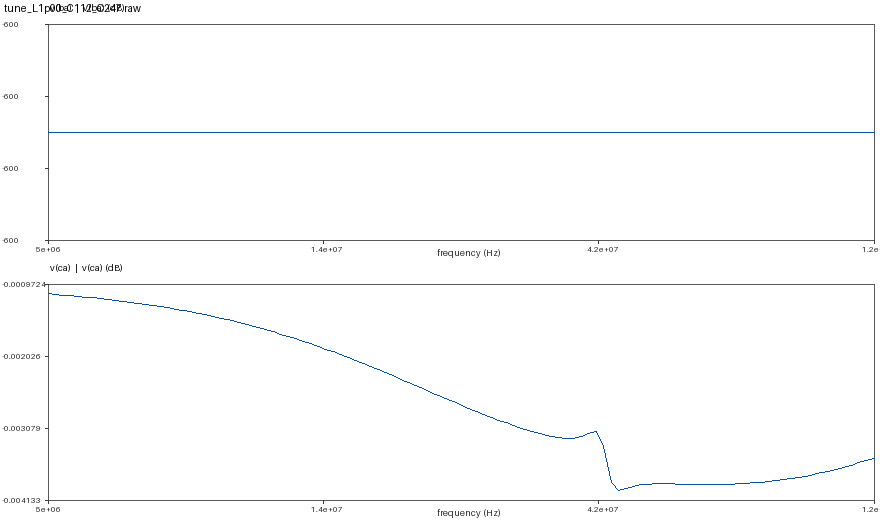 -600
-600
-600
-600
5e+06
1.4e+07
4.2e+07
1.2e
frequency (Hz)
v(ca) | v(ca) (dB)
-0.0009724
-0.002026
-0.003079
-0.004133
5e+06
1.4e+07
4.2e+07
1.2e
frequency (Hz)